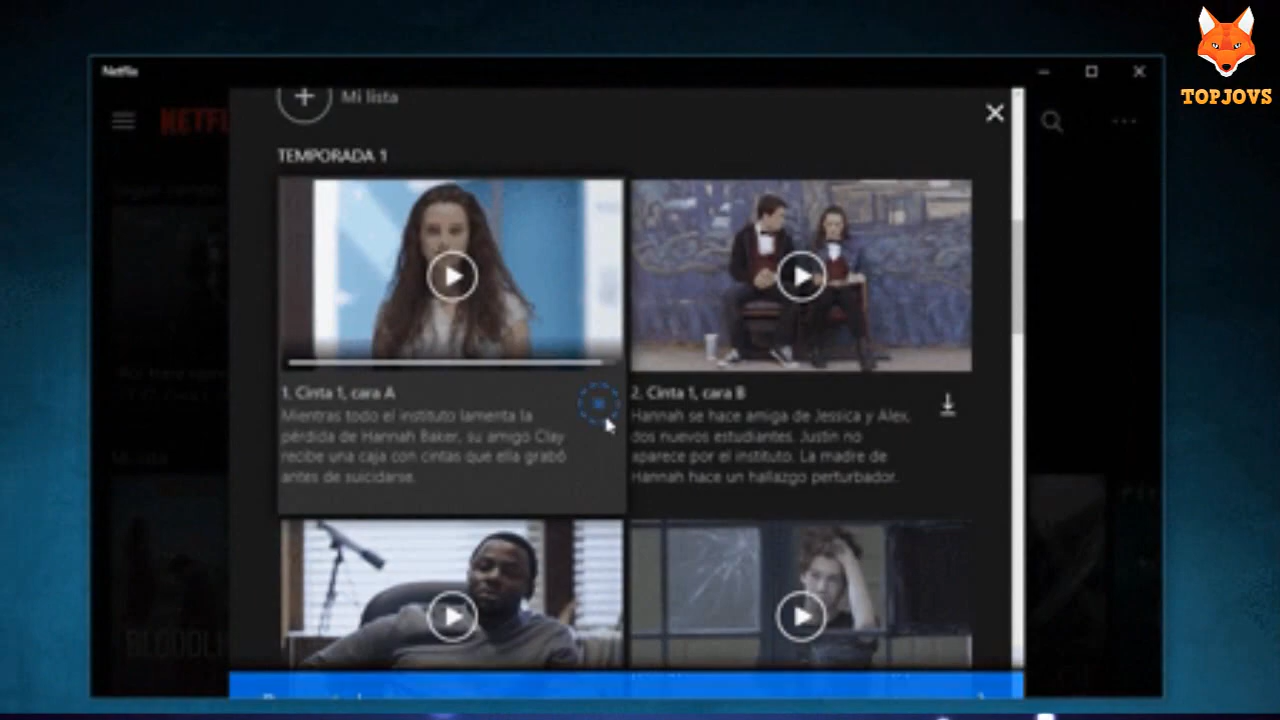 TOPJOVS
Netflix
NETFL
Mi lista
TEMPORADA 1
1. Cinta 1, cara A
Mientras todo el instituto lamenta la
pérdida de Hannah Baker, su amigo Clay
recibe una caja con cintas que ella grabó
antes de suicidarse.
2. Cinta 1, cara B
Hannah se hace amiga de Jessica y Alex,
dos nuevos estudiantes. Justin no
aparece por el instituto. La madre de
Hannah hace un hallazgo perturbador.
BLOODLI